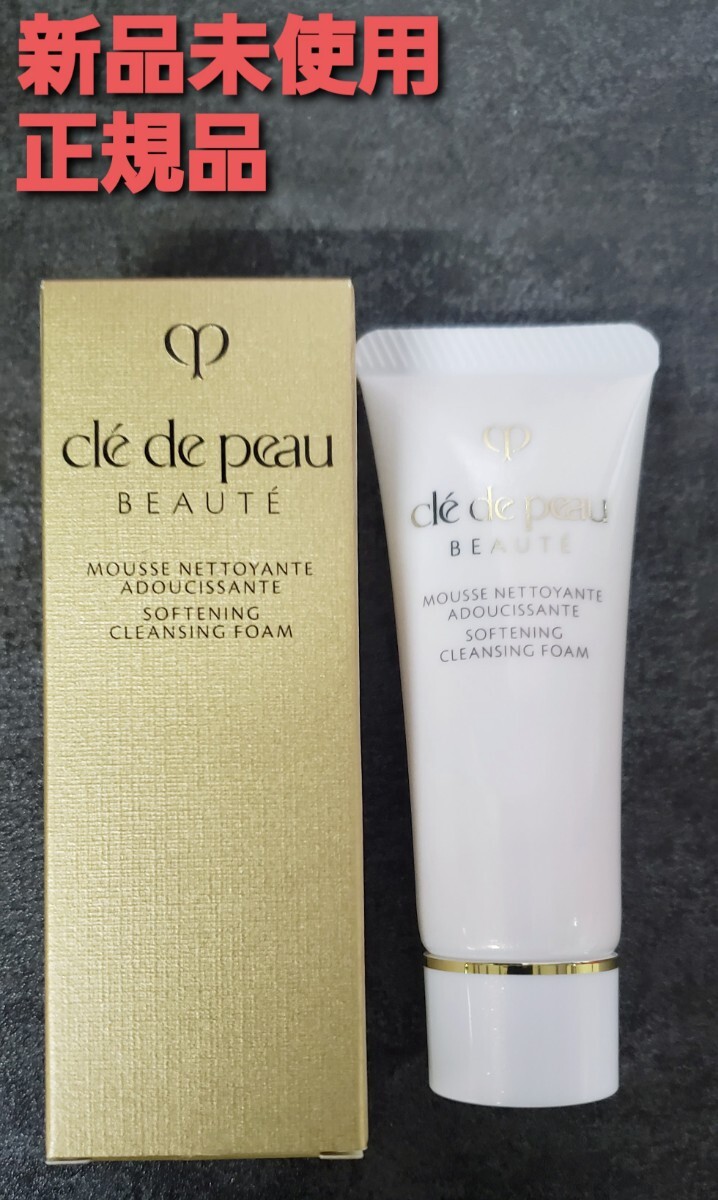 新品未使用
正規品
clé de peau
BEAUTÉ
MOUSSE NETTOYANTE
ADOUCISSANTE
SOFTENING
CLEANSING FOAM
clé de peau
BEAUTÉ
MOUSSE NETTOYANTE
ADOUCISSANTE
SOFTENING
CLEANSING FOAM